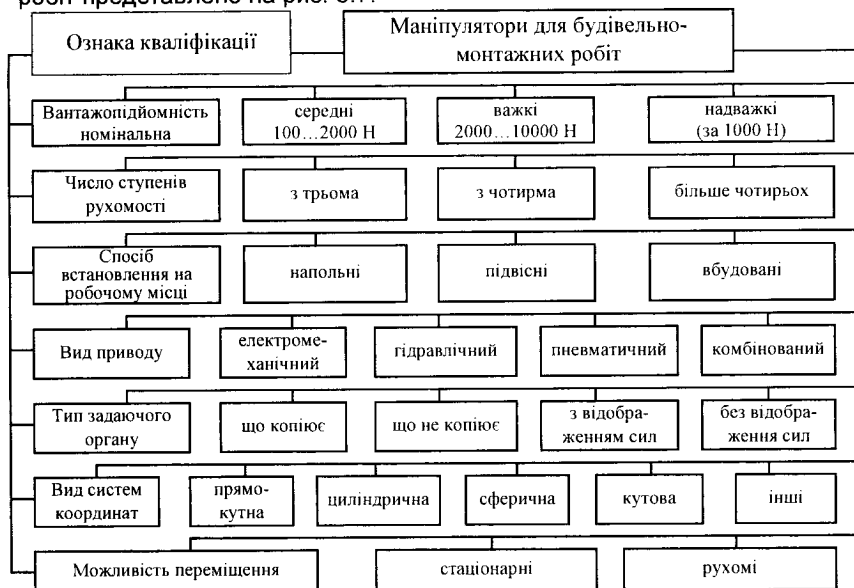 робіт представлено на рис.
Ознака кваліфікації
Маніпулятори для будівельно-
монтажних робіт
Вантажопідйомність
номінальна
середні
100...2000 Н
важкі
2000...10000 Н
надважкі
(за 1000 Н)
Число ступенів
рухомості
з трьома
з чотирма
більше чотирьох
Спосіб
встановлення на
робочому місці
напольні
підвісні
вбудовані
Вид приводу
електроме-
ханічний
гідравлічний
пневматичний
комбінований
Тип задаючого
органу
що копіює
що не копіює
з відобра-
женням сил
без відобра-
ження сил
Вид систем
координат
прямо-
кутна
циліндрична
сферична
кутова
інші
Можливість переміщення
стаціонарні
рухомі